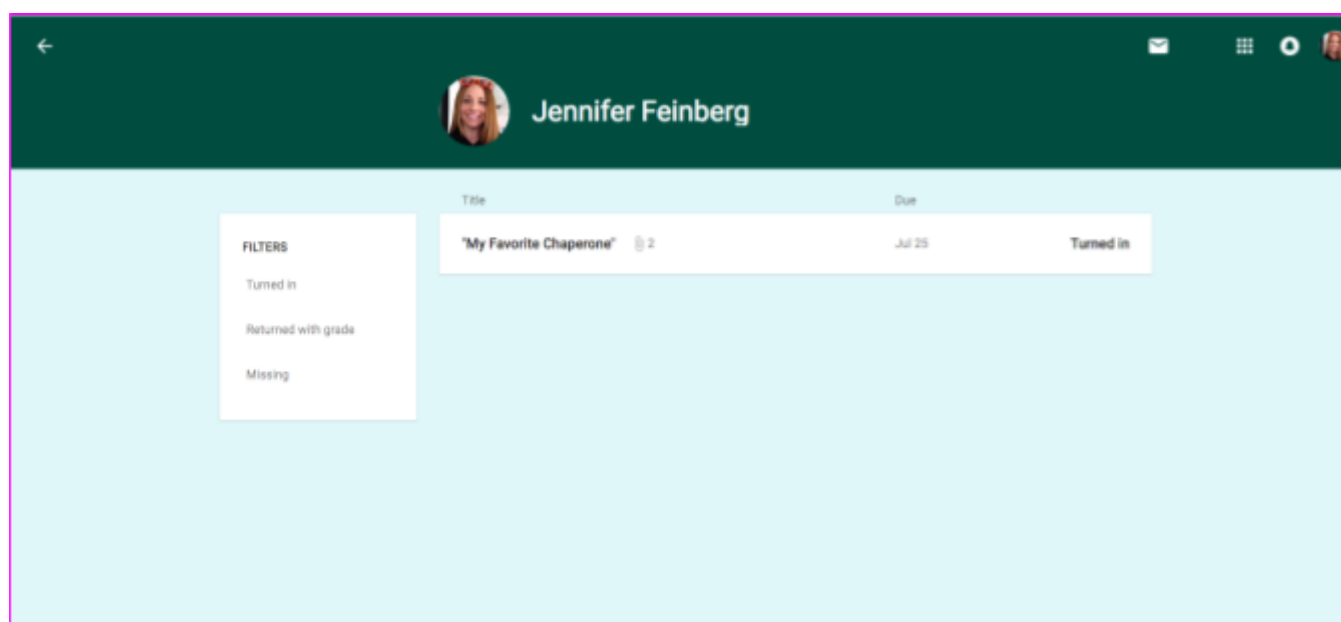 Jennifer Feinberg
Title Due
FILTERS
Turned in
Returned with grade
Missing
"My Favorite Chaperone" 2 Jul 25 Turned in